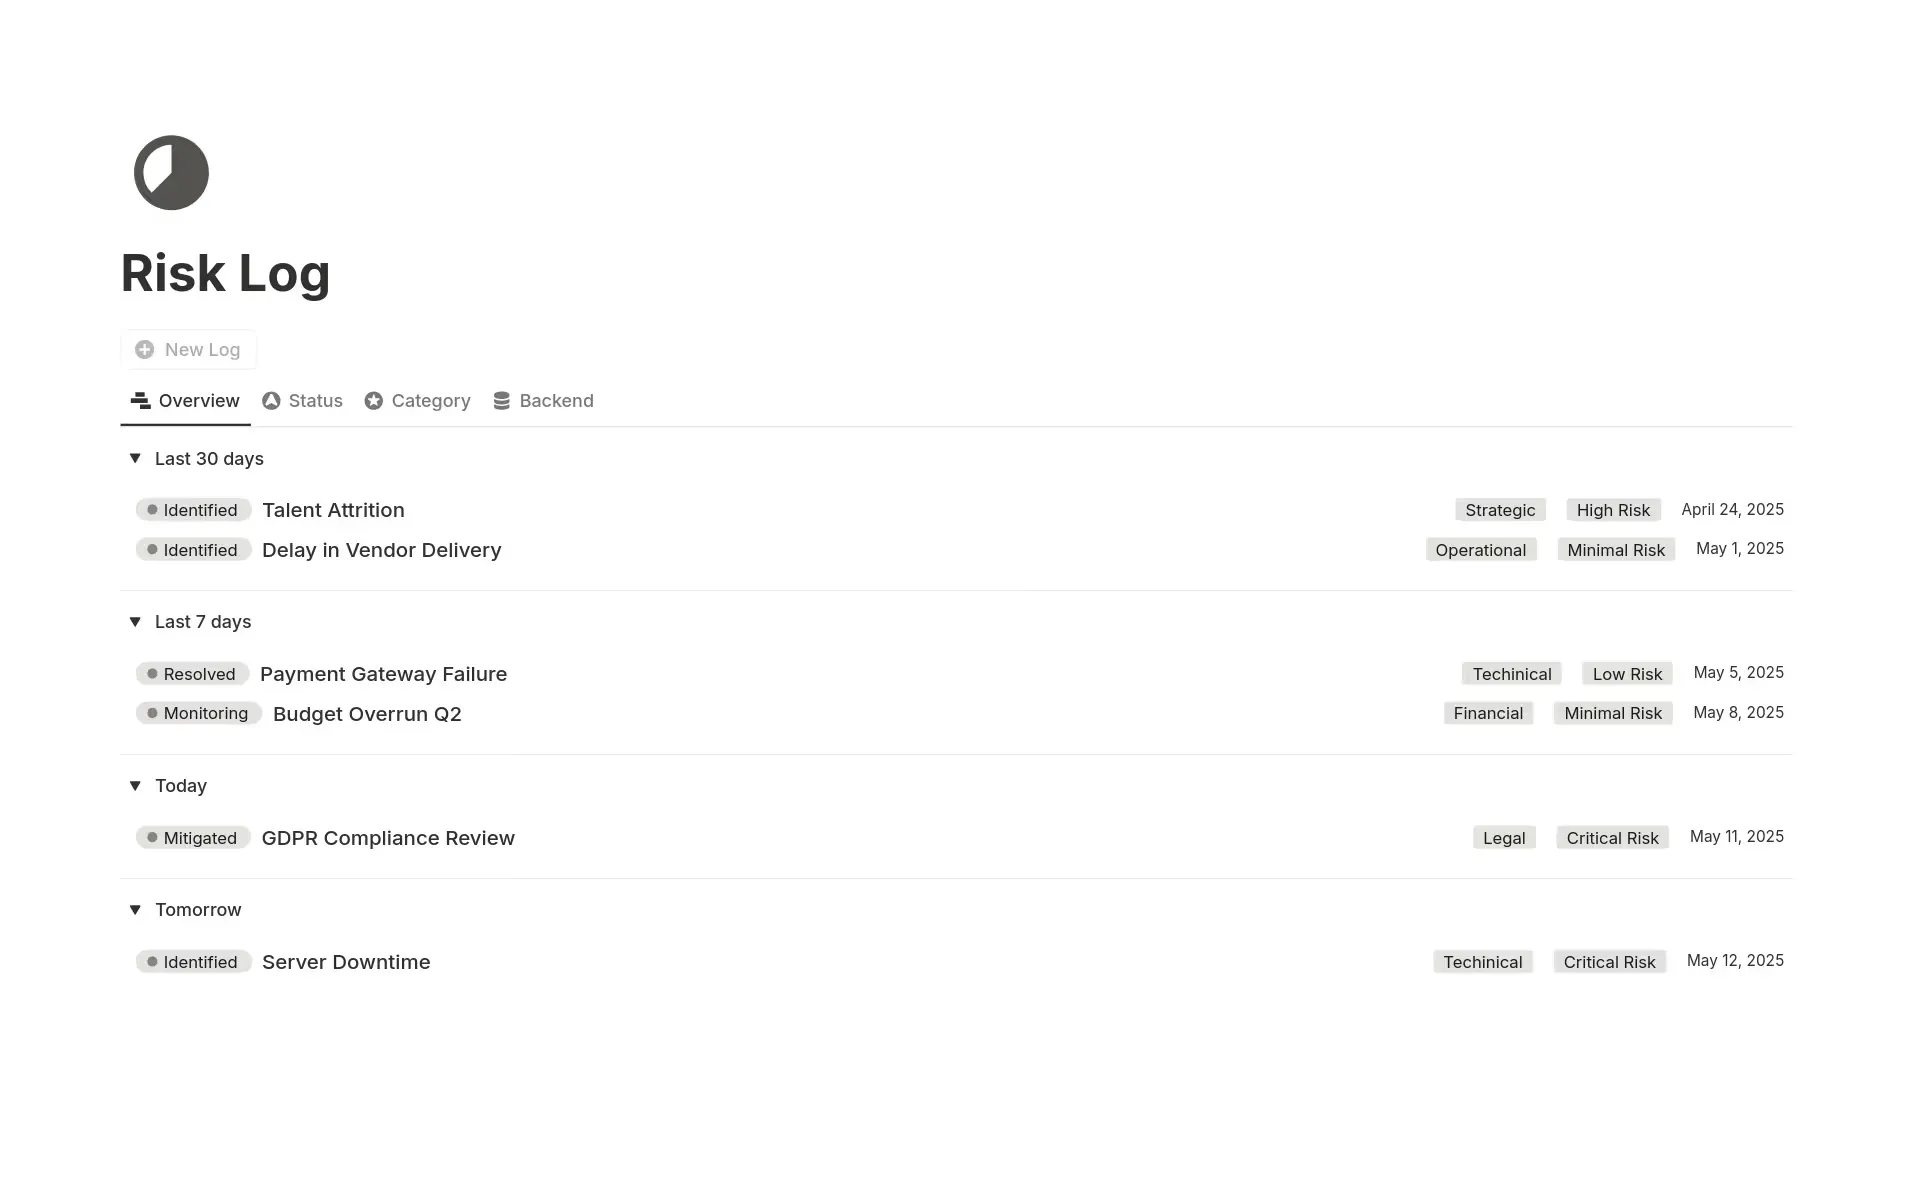 Risk Log
New Log
Overview Status Category Backend
Last 30 days
Identified Talent Attrition Strategic High Risk April 24, 2025
Identified Delay in Vendor Delivery Operational Minimal Risk May 1, 2025
Last 7 days
Resolved Payment Gateway Failure Techinical Low Risk May 5, 2025
Monitoring Budget Overrun Q2 Financial Minimal Risk May 8, 2025
Today
Mitigated GDPR Compliance Review Legal Critical Risk May 11, 2025
Tomorrow
Identified Server Downtime Techinical Critical Risk May 12, 2025